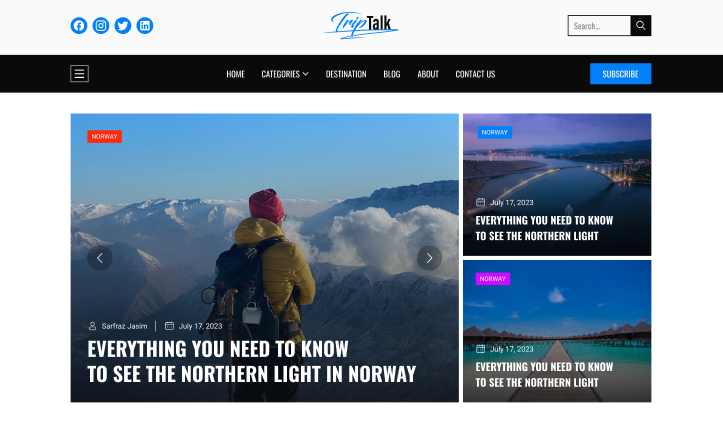 TripTalk
Search...
HOME
CATEGORIES
DESTINATION
BLOG
ABOUT
CONTACT US
SUBSCRIBE
NORWAY
Sarfraz Jasim
July 17, 2023
EVERYTHING YOU NEED TO KNOW
TO SEE THE NORTHERN LIGHT IN NORWAY
NORWAY
July 17, 2023
EVERYTHING YOU NEED TO KNOW
TO SEE THE NORTHERN LIGHT
NORWAY
July 17, 2023
EVERYTHING YOU NEED TO KNOW
TO SEE THE NORTHERN LIGHT